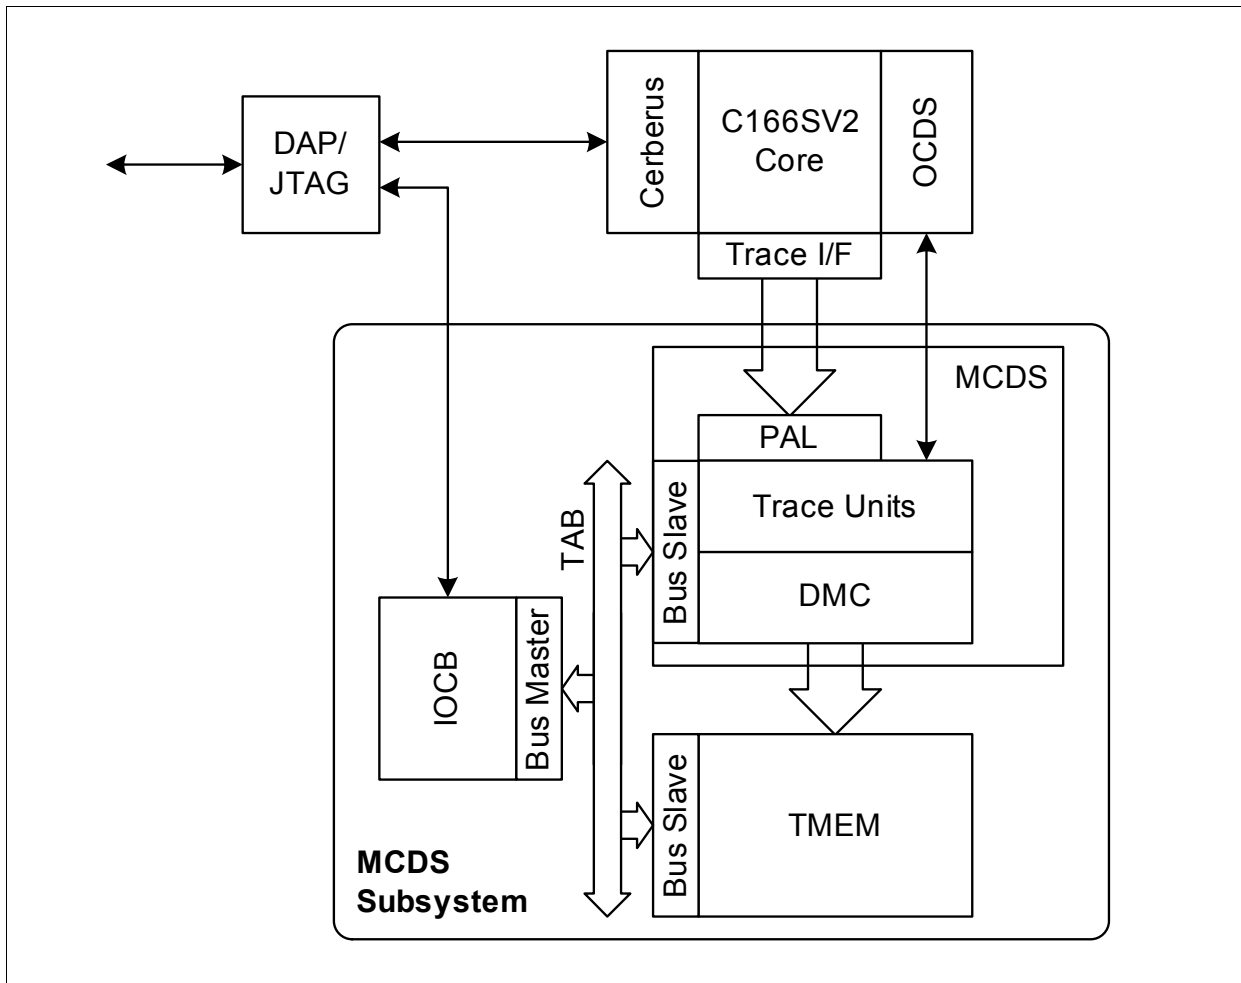 DAP/
JTAG
Cerberus
C166SV2
Core
OCDS
Trace I/F
MCDS
PAL
Bus Slave
Trace Units
TAB
DMC
IOCB
Bus Master
Bus Slave
TMEM
MCDS
Subsystem